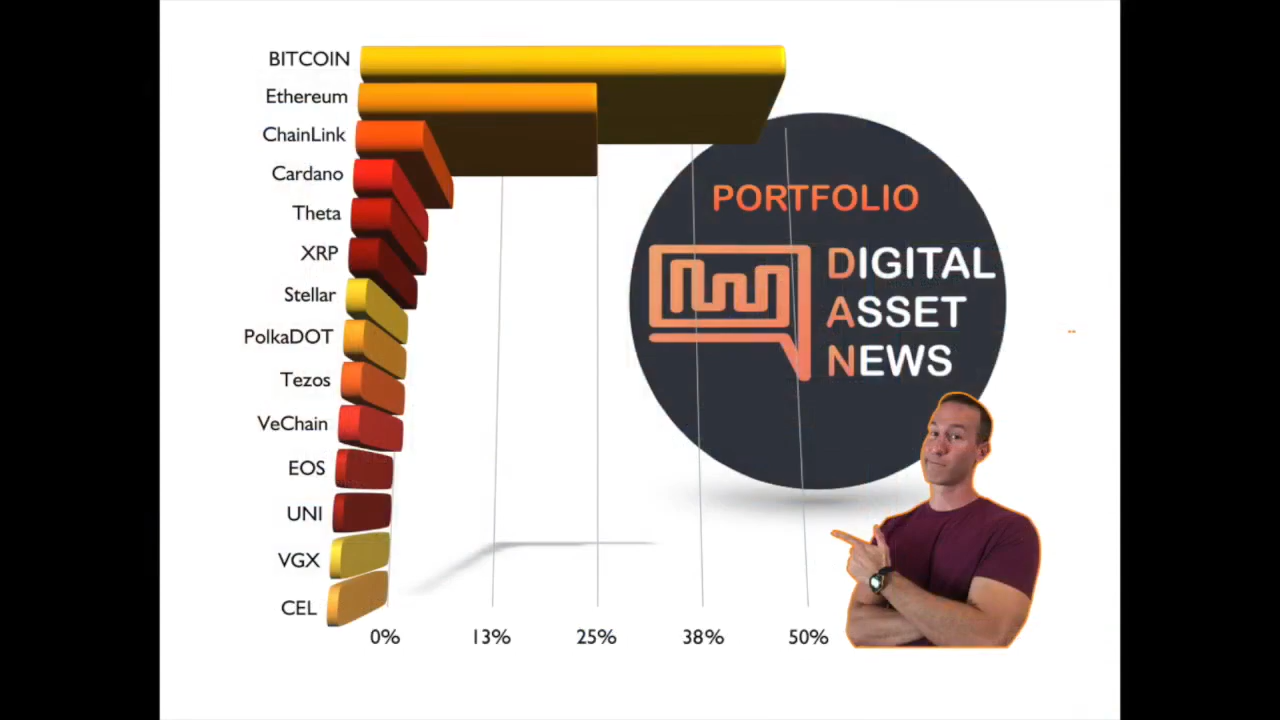 BITCOIN
Ethereum
ChainLink
Cardano
Theta
XRP
Stellar
PolkaDOT
Tezos
VeChain
EOS
UNI
VGX
CEL
0% 13% 25% 38% 50%
PORTFOLIO
DIGITAL
ASSET
NEWS